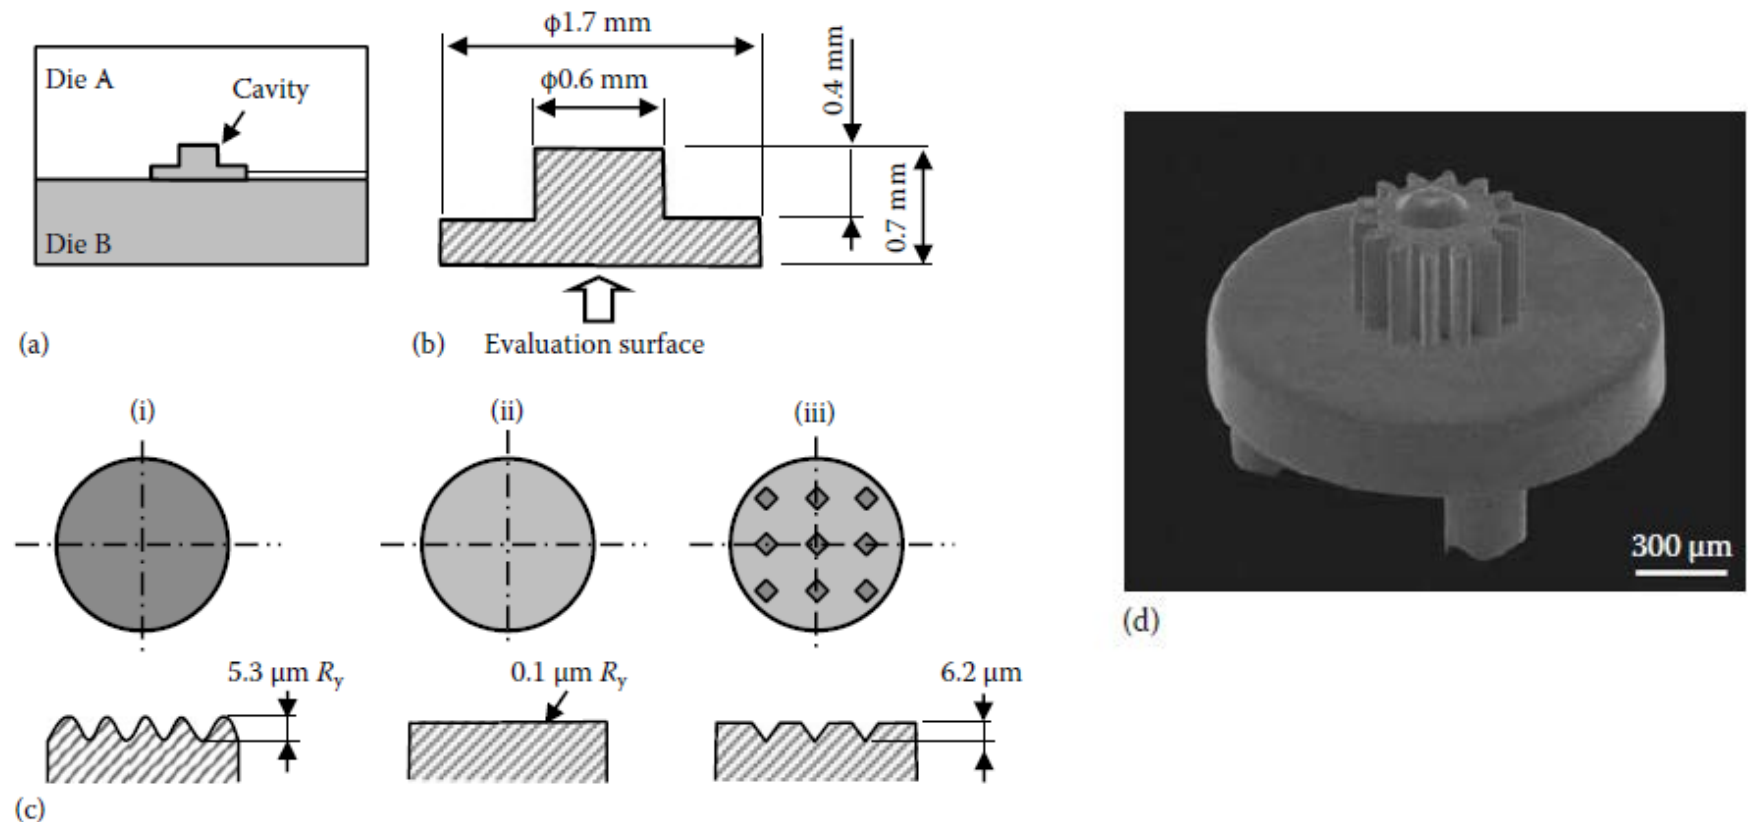 Die A
Cavity
Die B
(a)
ϕ1.7 mm
ϕ0.6 mm
0.4 mm
0.7 mm
(b) Evaluation surface
(i) (ii) (iii)
5.3 μm Ry
0.1 μm Ry
6.2 μm
(c)
300 μm
(d)